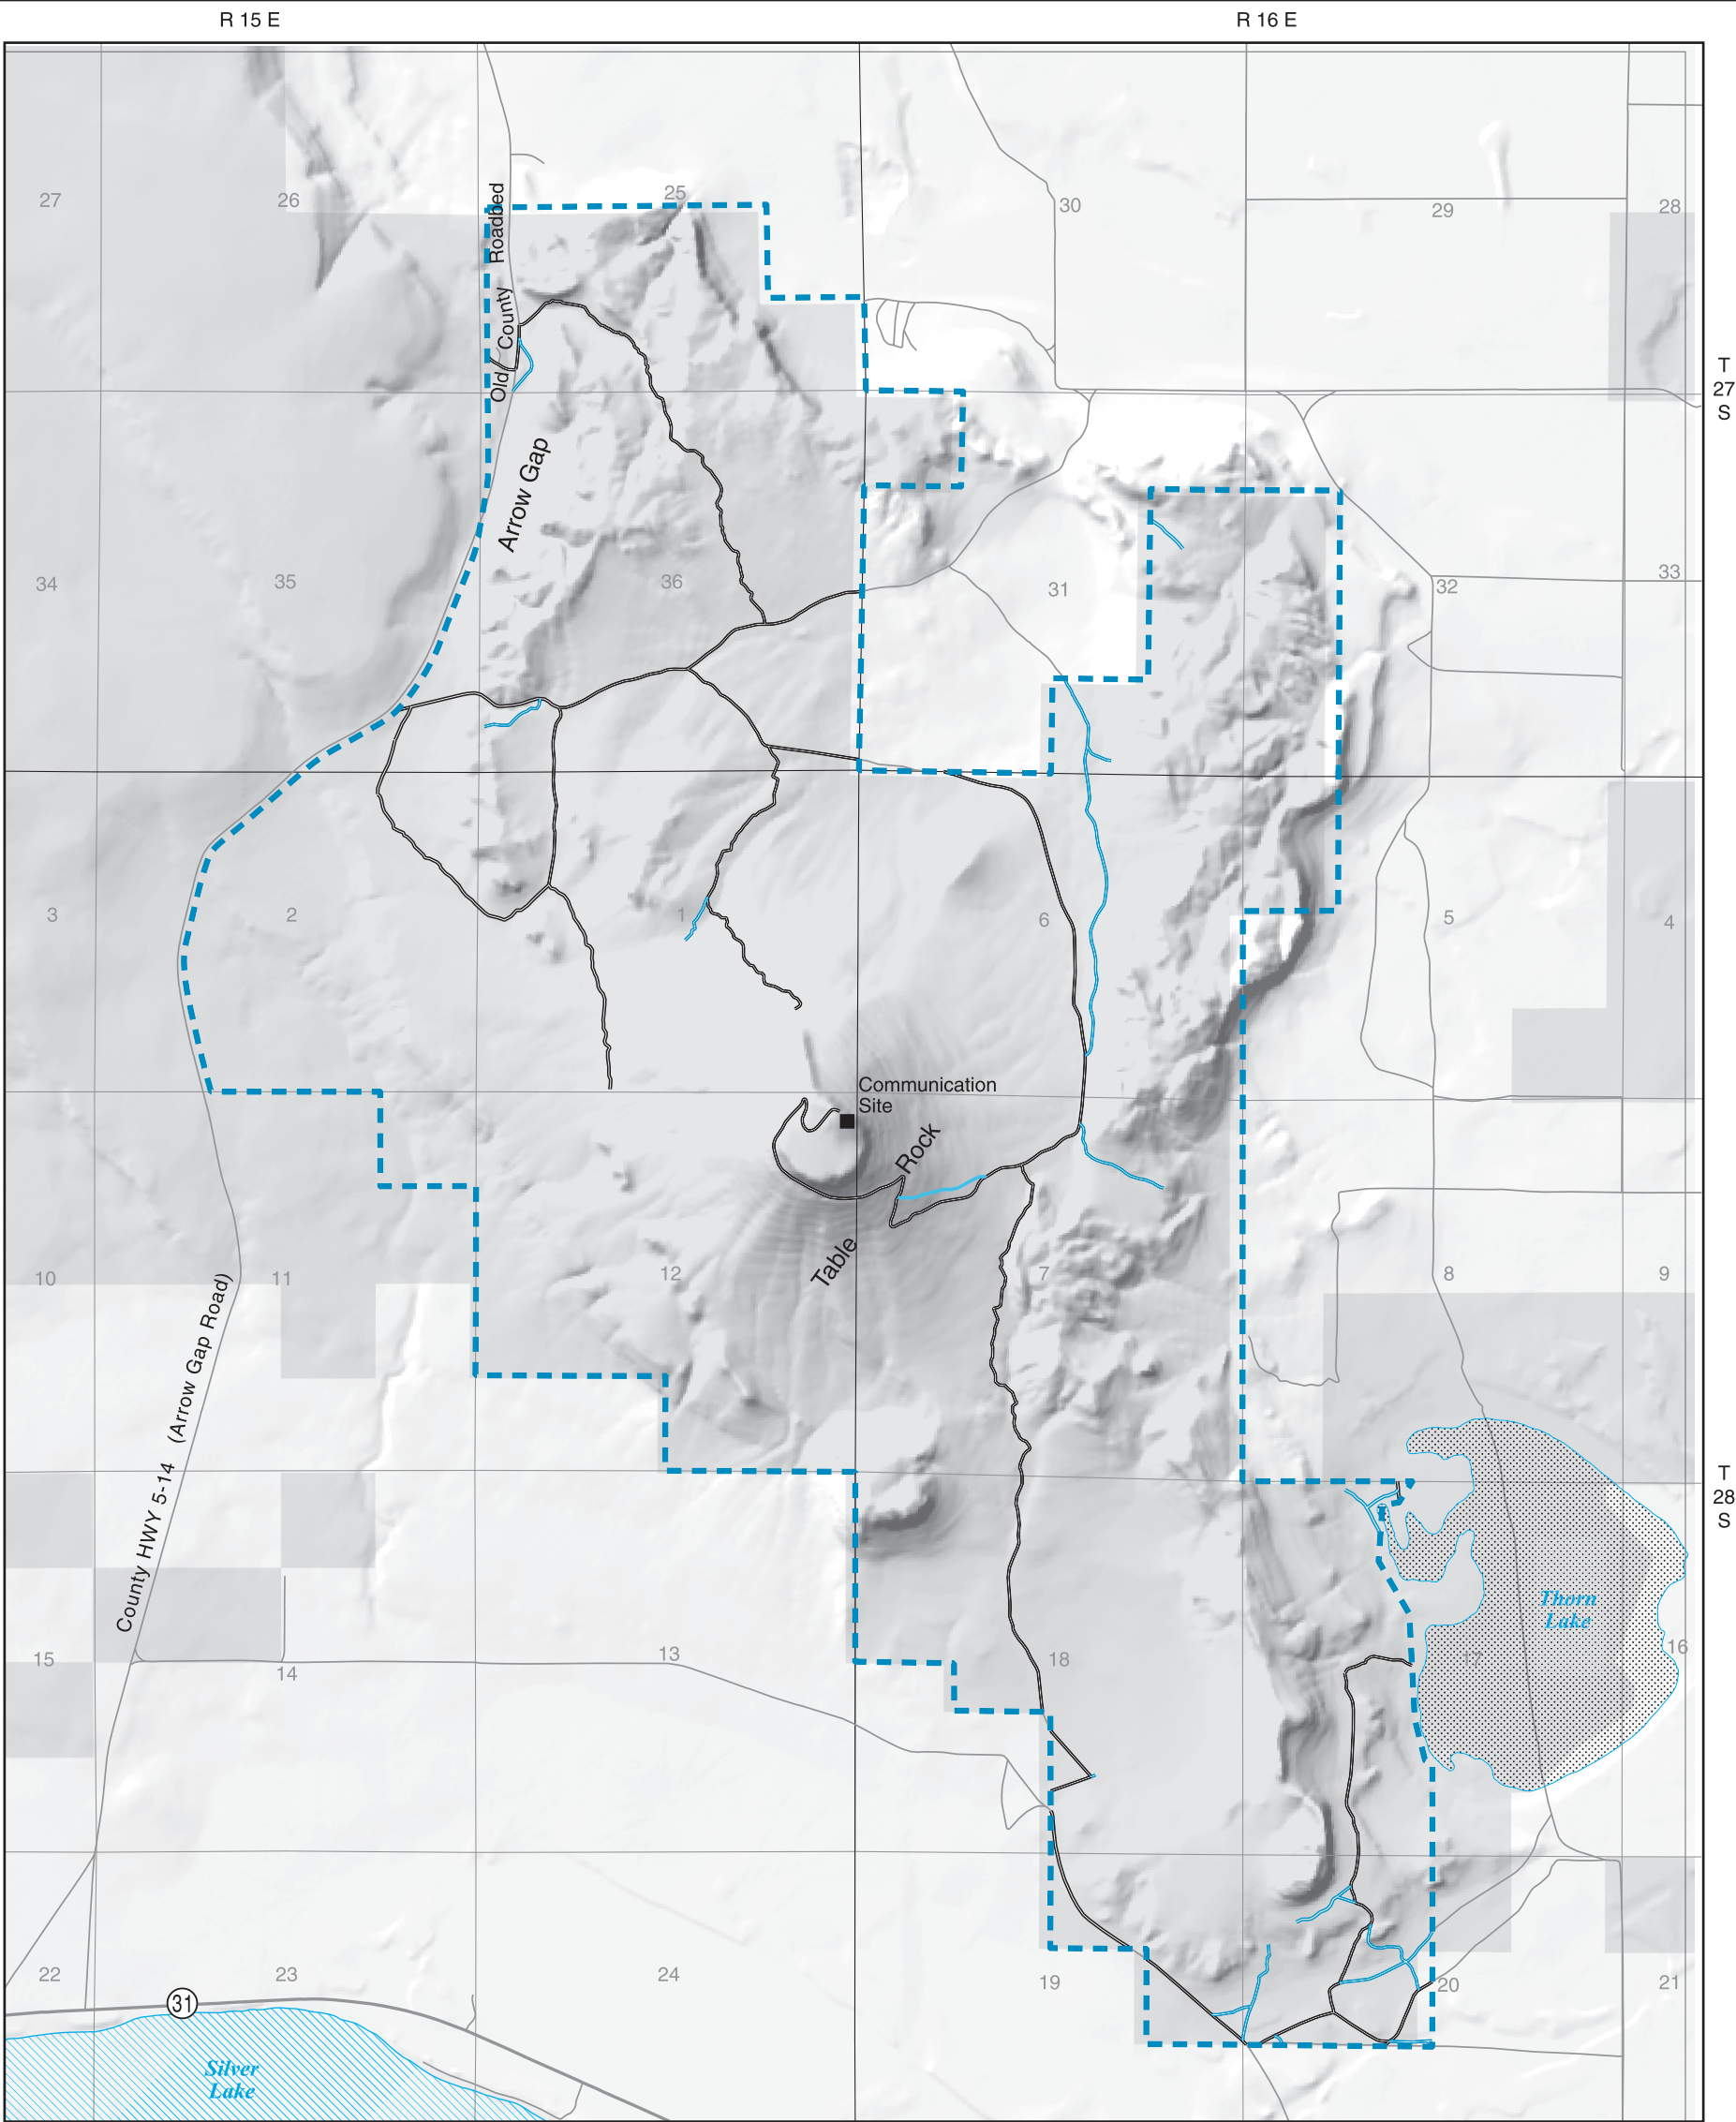 R 15 E
R 16 E
27
26
25
30
29
28
Old County Roadbed
T
27
S
Arrow Gap
34
35
36
31
32
33
3
2
1
6
5
4
Communication
Site
Table Rock
10
11
12
7
8
9
County HWY 5-14 (Arrow Gap Road)
T
28
S
Thorn
Lake
15
14
13
18
17
16
22
23
24
19
20
21
31
Silver
Lake